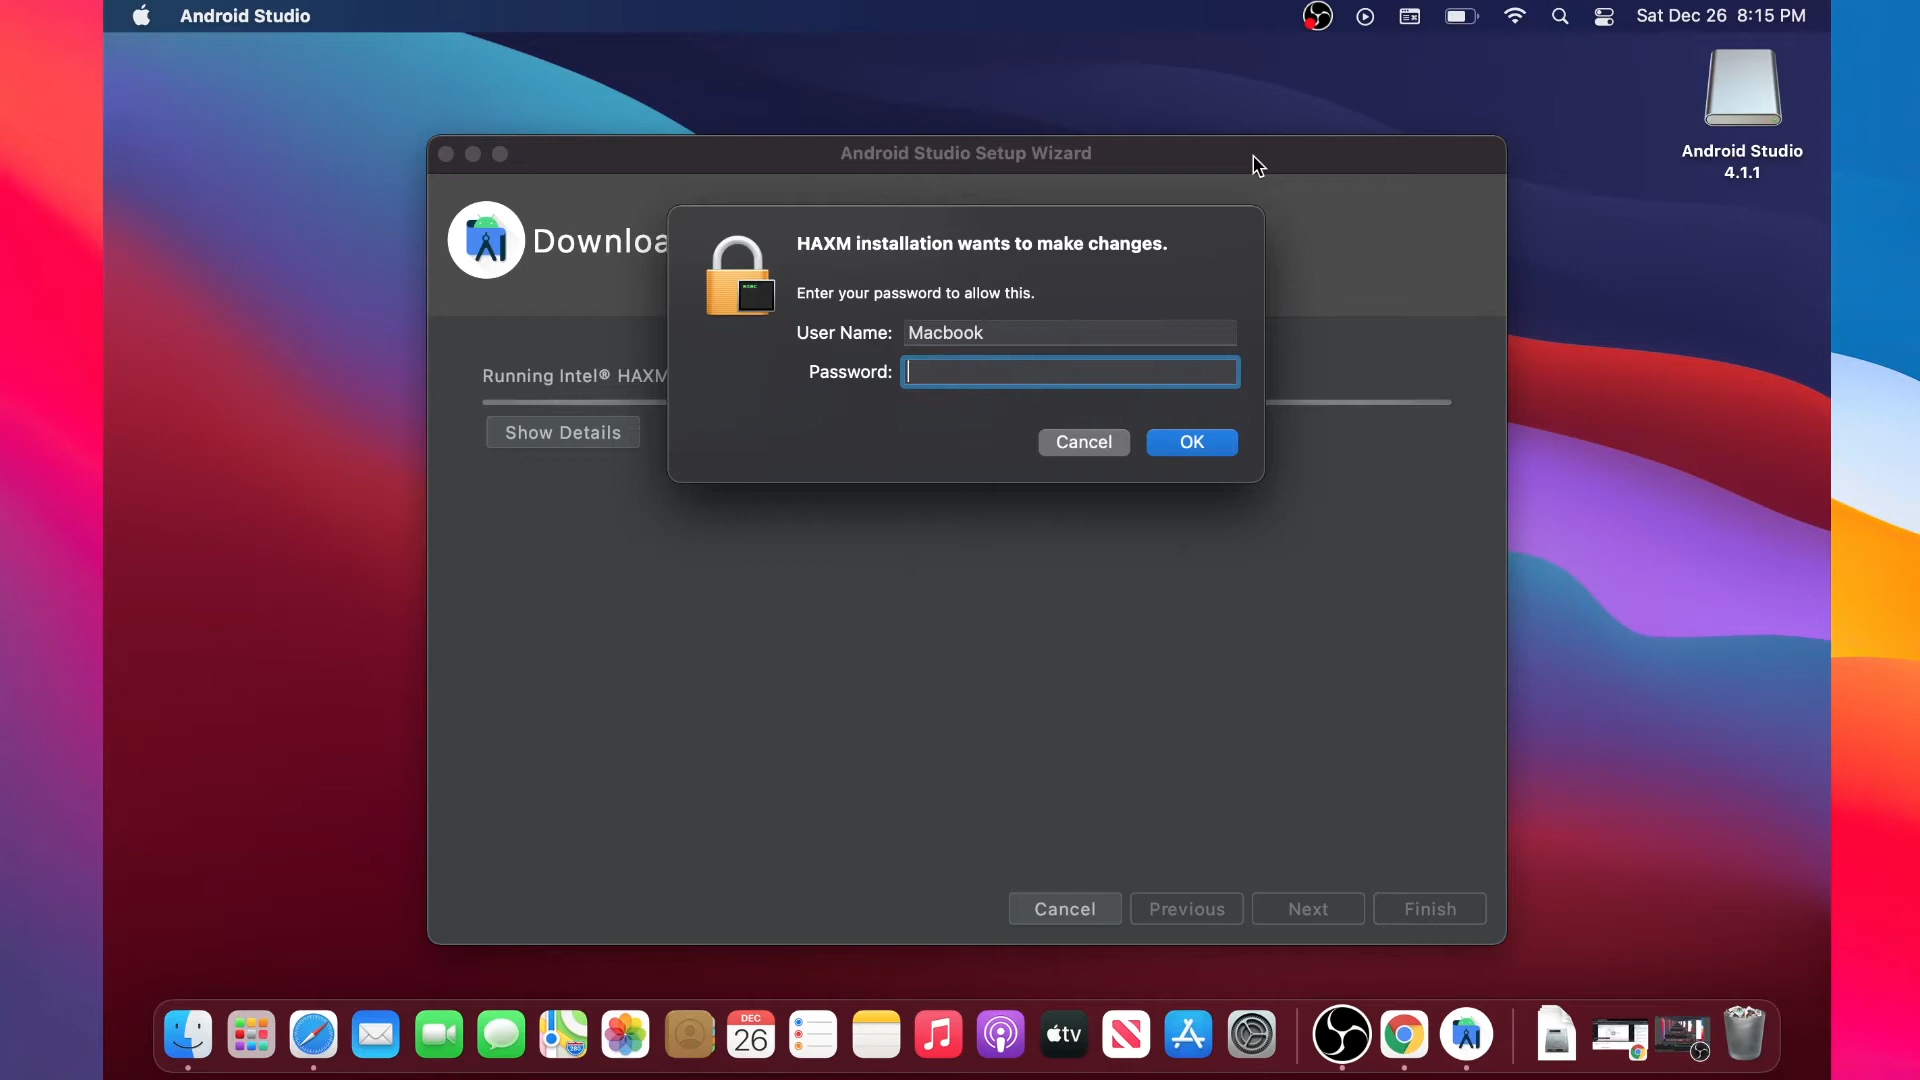 Android Studio
Sat Dec 26 8:15 PM
Android Studio
4.1.1
Android Studio Setup Wizard
Downloa
HAXM installation wants to make changes.
Enter your password to allow this.
User Name: Macbook
Password:
Cancel
OK
Running Intel® HAXM
Show Details
Cancel
Previous
Next
Finish
DEC
26
tv